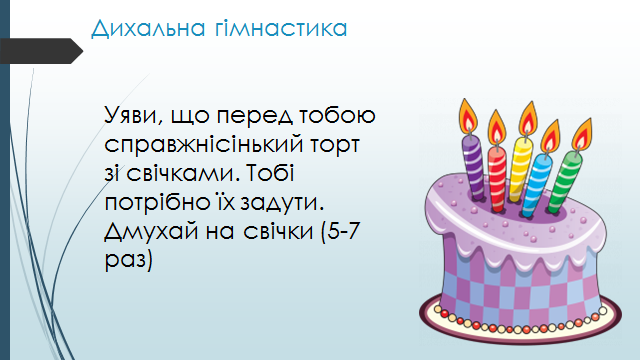 Дихальна гімнастика
Уяви, що перед тобою
справжнісінький торт
зі свічками. Тобі
потрібно їх задути.
Дмухай на свічки (5-7
раз)